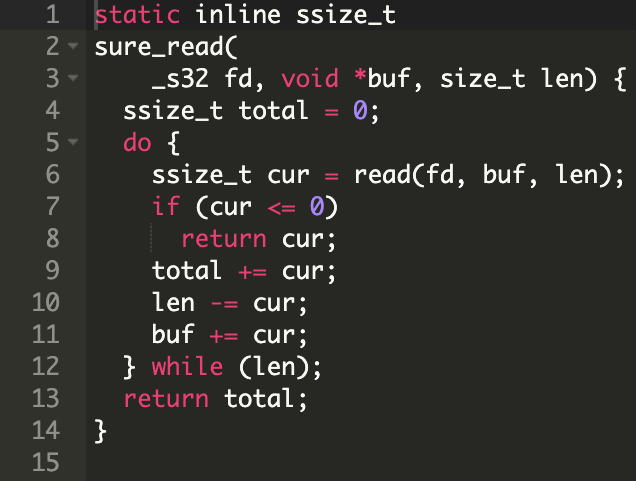 1 static inline ssize_t
2 sure_read(
3 _s32 fd, void *buf, size_t len) {
4 ssize_t total = 0;
5 do {
6 ssize_t cur = read(fd, buf, len);
7 if (cur <= 0)
8 return cur;
9 total += cur;
10 len -= cur;
11 buf += cur;
12 } while (len);
13 return total;
14 }
15